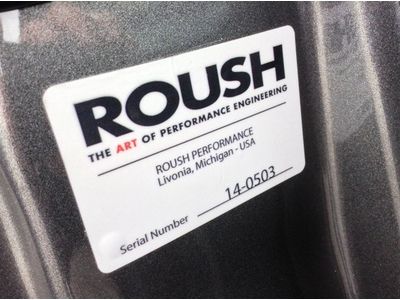 ROUSH
THE ART OF PERFORMANCE ENGINEERING
ROUSH PERFORMANCE
Livonia, Michigan - USA
Serial Number 14-0503